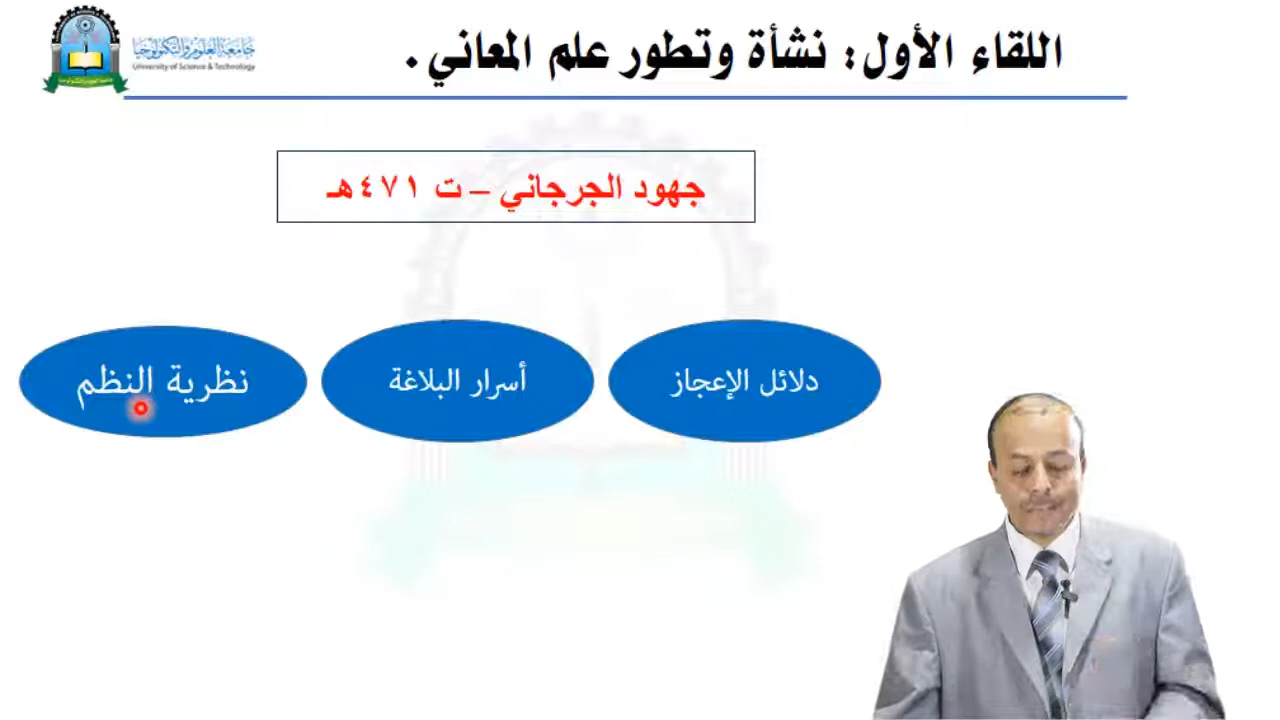 اللقاء الأول: نشأة وتطور علم المعاني.
جامعة العلوم والتكنولوجيا
University of Science & Technology
جهود الجرجاني – ت ٤٧١هـ
دلائل الإعجاز
أسرار البلاغة
نظرية النظم